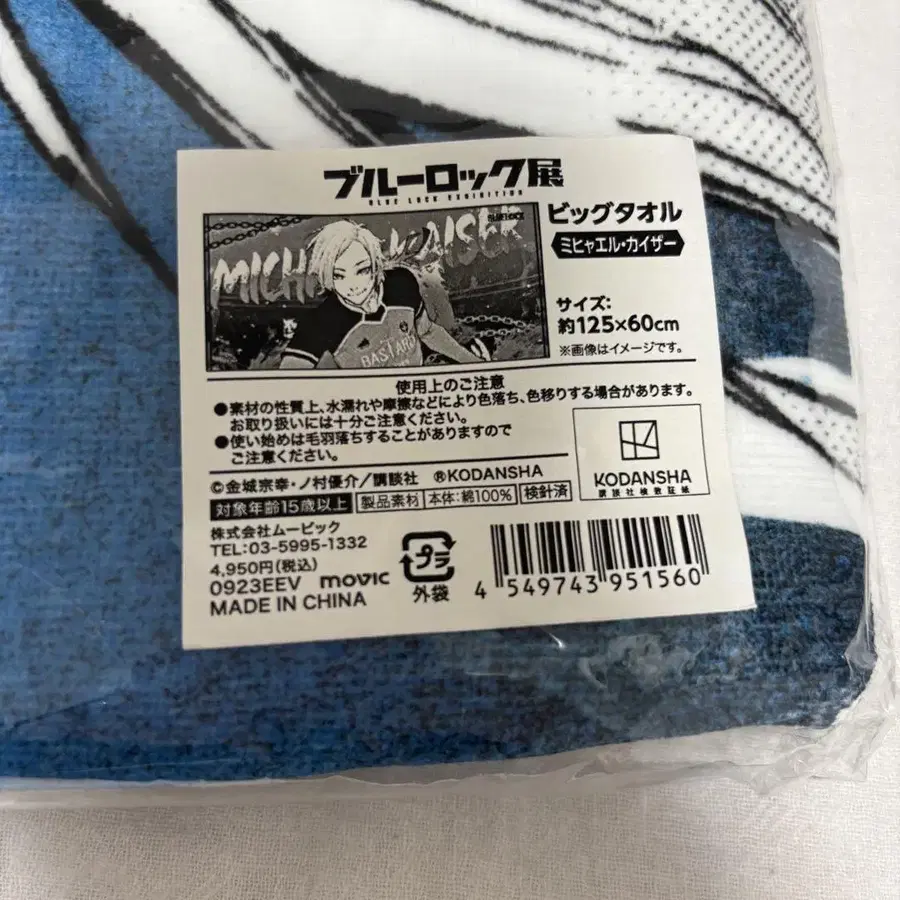 ブルーロック展
BLUE LOCK EXHIBITION
BLUELOCK
MICH KAISER
BASTARD
ビッグタオル
ミヒャエル・カイザー
サイズ:
約125×60cm
※画像はイメージです。
使用上のご注意
●素材の性質上、水濡れや摩擦などにより色落ち、色移りする場合があります。
お取り扱いには十分ご注意ください。
●使い始めは毛羽落ちすることがありますので
ご注意ください。
©金城宗幸・ノ村優介/講談社 ®KODANSHA
対象年齢15歳以上 製品素材 本体:綿100% 検針済
KODANSHA
講談社検数証紙
株式会社ムービック
TEL:03-5995-1332
4,950円(税込)
0923EEV movic
MADE IN CHINA
プラ
外袋
4 549743 951560